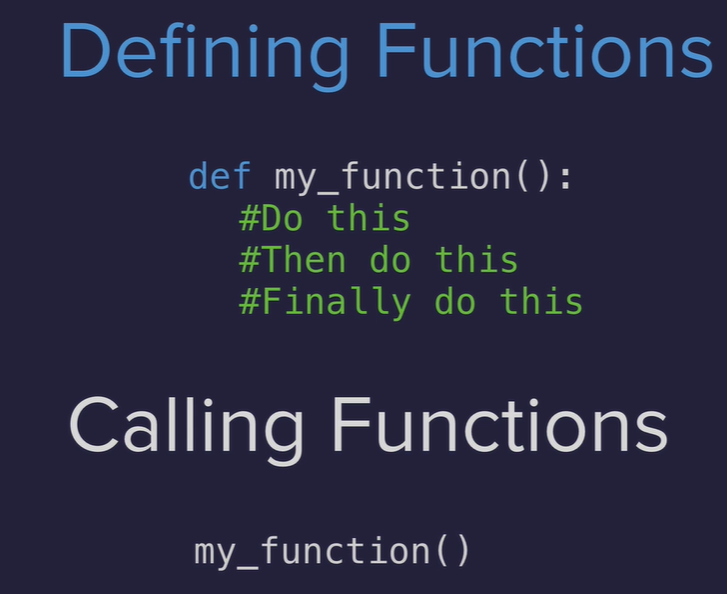 Defining Functions
def my_function():
#Do this
#Then do this
#Finally do this
Calling Functions
my_function()